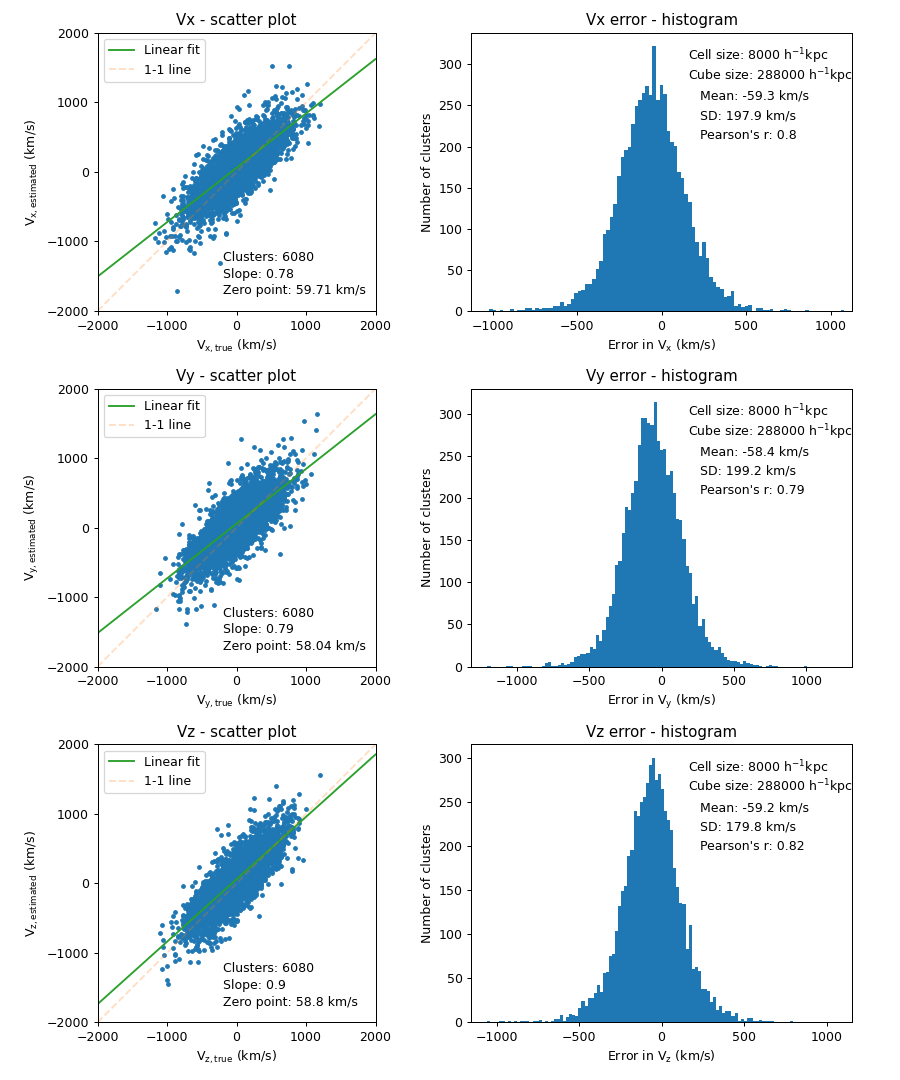 Vx - scatter plot
2000
1000
0
−1000
−2000
−2000 −1000 0 1000 2000
V_x, estimated (km/s)
V_x, true (km/s)
Linear fit
1-1 line
Clusters: 6080
Slope: 0.78
Zero point: 59.71 km/s
Vx error - histogram
300
250
200
150
100
50
0
−1000 −500 0 500 1000
Number of clusters
Error in V_x (km/s)
Cell size: 8000 h⁻¹kpc
Cube size: 288000 h⁻¹kpc
Mean: -59.3 km/s
SD: 197.9 km/s
Pearson's r: 0.8
Vy - scatter plot
2000
1000
0
−1000
−2000
−2000 −1000 0 1000 2000
V_y, estimated (km/s)
V_y, true (km/s)
Linear fit
1-1 line
Clusters: 6080
Slope: 0.79
Zero point: 58.04 km/s
Vy error - histogram
300
250
200
150
100
50
0
−1000 −500 0 500 1000
Number of clusters
Error in V_y (km/s)
Cell size: 8000 h⁻¹kpc
Cube size: 288000 h⁻¹kpc
Mean: -58.4 km/s
SD: 199.2 km/s
Pearson's r: 0.79
Vz - scatter plot
2000
1000
0
−1000
−2000
−2000 −1000 0 1000 2000
V_z, estimated (km/s)
V_z, true (km/s)
Linear fit
1-1 line
Clusters: 6080
Slope: 0.9
Zero point: 58.8 km/s
Vz error - histogram
300
250
200
150
100
50
0
−1000 −500 0 500 1000
Number of clusters
Error in V_z (km/s)
Cell size: 8000 h⁻¹kpc
Cube size: 288000 h⁻¹kpc
Mean: -59.2 km/s
SD: 179.8 km/s
Pearson's r: 0.82